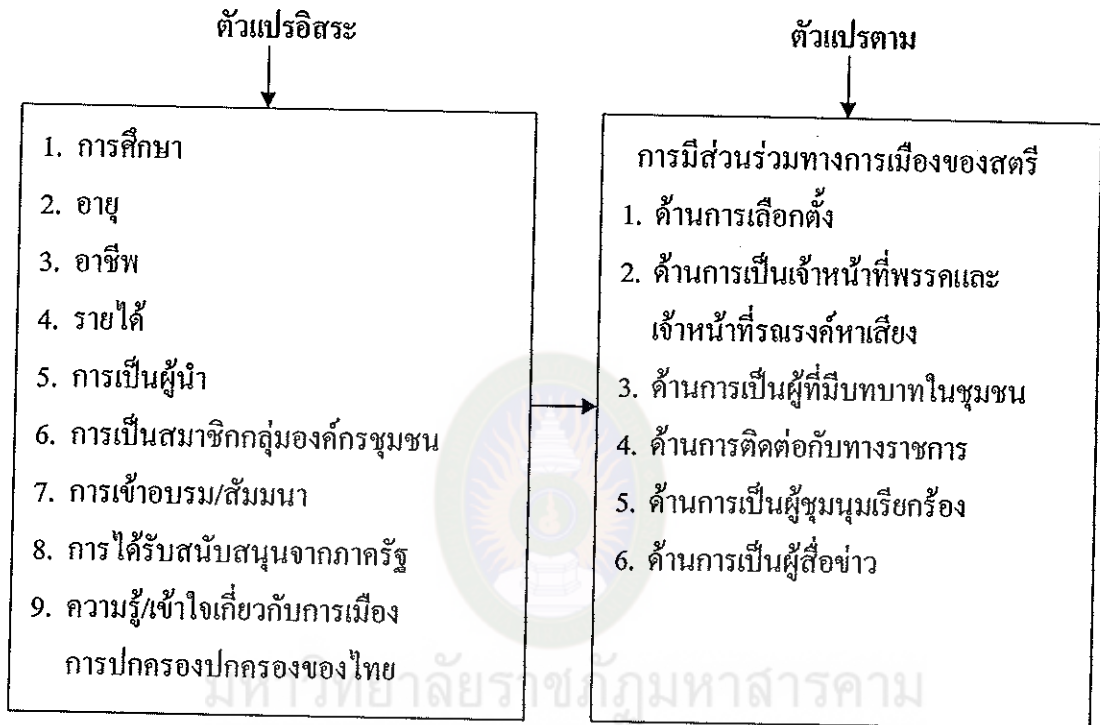 ตัวแปรอิสระ
1. การศึกษา
2. อายุ
3. อาชีพ
4. รายได้
5. การเป็นผู้นำ
6. การเป็นสมาชิกกลุ่มองค์กรชุมชน
7. การเข้าอบรม/สัมมนา
8. การได้รับสนับสนุนจากภาครัฐ
9. ความรู้/เข้าใจเกี่ยวกับการเมือง
การปกครองปกครองของไทย
ตัวแปรตาม
การมีส่วนร่วมทางการเมืองของสตรี
1. ด้านการเลือกตั้ง
2. ด้านการเป็นเจ้าหน้าที่พรรคและ
เจ้าหน้าที่รณรงค์หาเสียง
3. ด้านการเป็นผู้ที่มีบทบาทในชุมชน
4. ด้านการติดต่อกับทางราชการ
5. ด้านการเป็นผู้ชุมนุมเรียกร้อง
6. ด้านการเป็นผู้สื่อข่าว
มหาวิทยาลัยราชภัฏมหาสารคาม